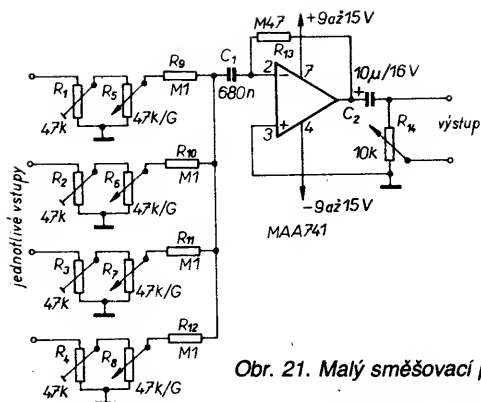 M47
+9až15V
R9
C1
R13
10µ/16V
R1
R5
M1
680n
2
−
7
+
C2
R14
výstup
47k
47k/G
R10
3
+
4
10k
R2
R6
M1
−9až15V
47k
47k/G
MAA741
jednotlivé vstupy
R11
R3
R7
M1
47k
47k/G
R12
R4
R8
M1
47k
47k/G
Obr. 21. Malý směšovací